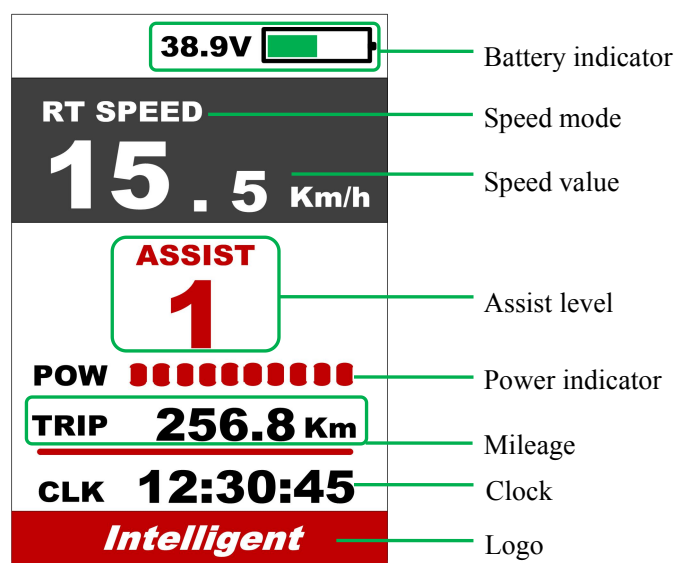 38.9V Battery indicator
RT SPEED Speed mode
15.5 Km/h Speed value
ASSIST
1 Assist level
POW Power indicator
TRIP 256.8 Km
Mileage
CLK 12:30:45 Clock
Intelligent Logo